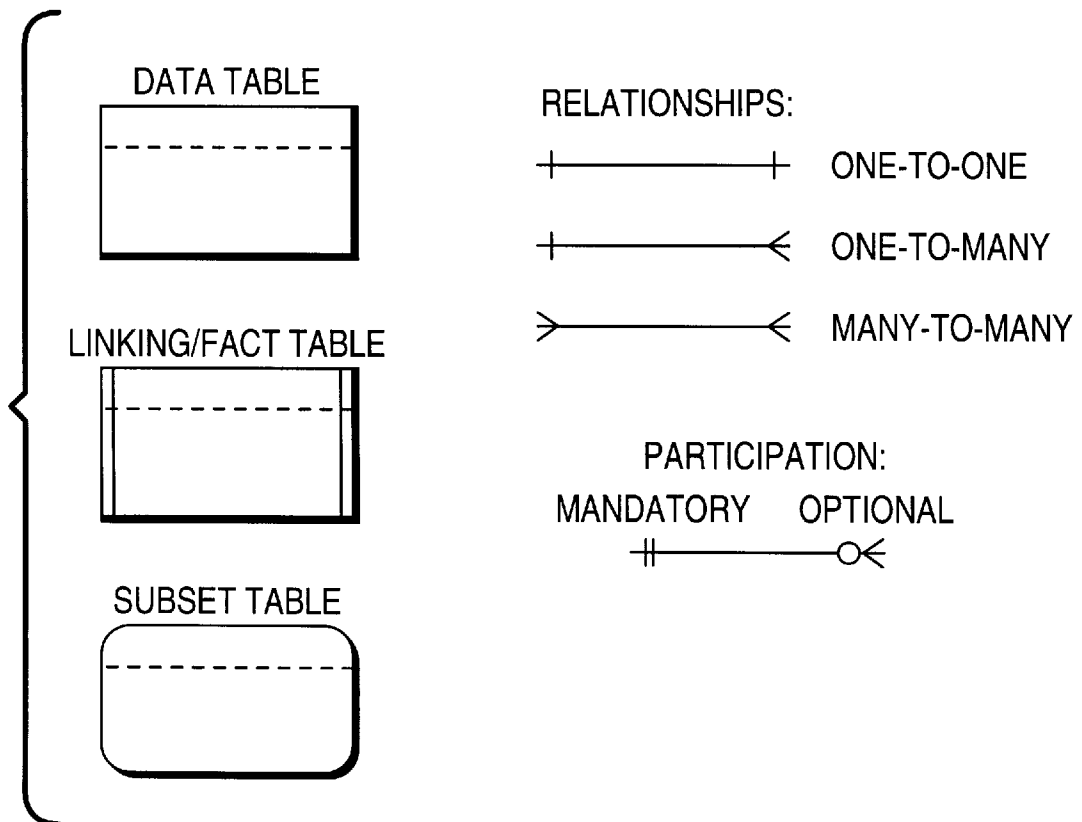 DATA TABLE
LINKING/FACT TABLE
SUBSET TABLE
RELATIONSHIPS:
ONE-TO-ONE
ONE-TO-MANY
MANY-TO-MANY
PARTICIPATION:
MANDATORY OPTIONAL